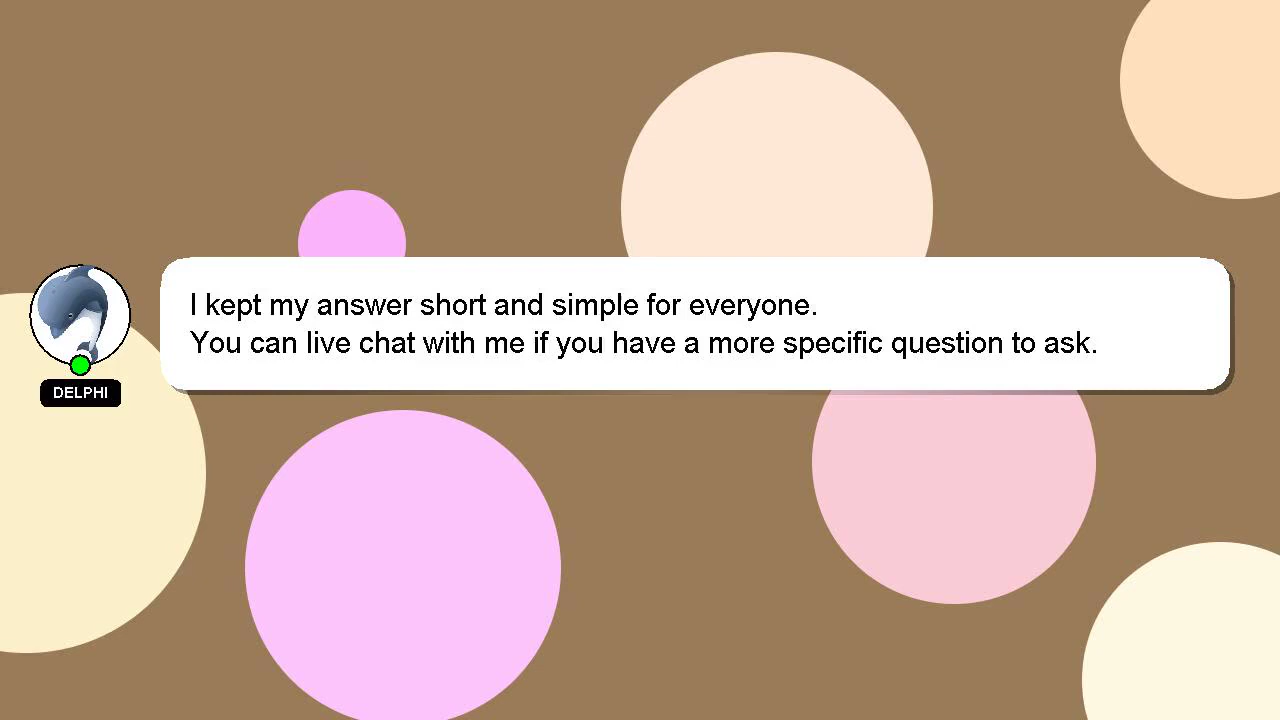 I kept my answer short and simple for everyone.
You can live chat with me if you have a more specific question to ask.
DELPHI